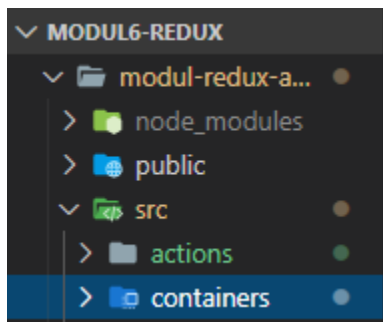 MODUL6-REDUX
modul-redux-a...
node_modules
public
src
actions
containers